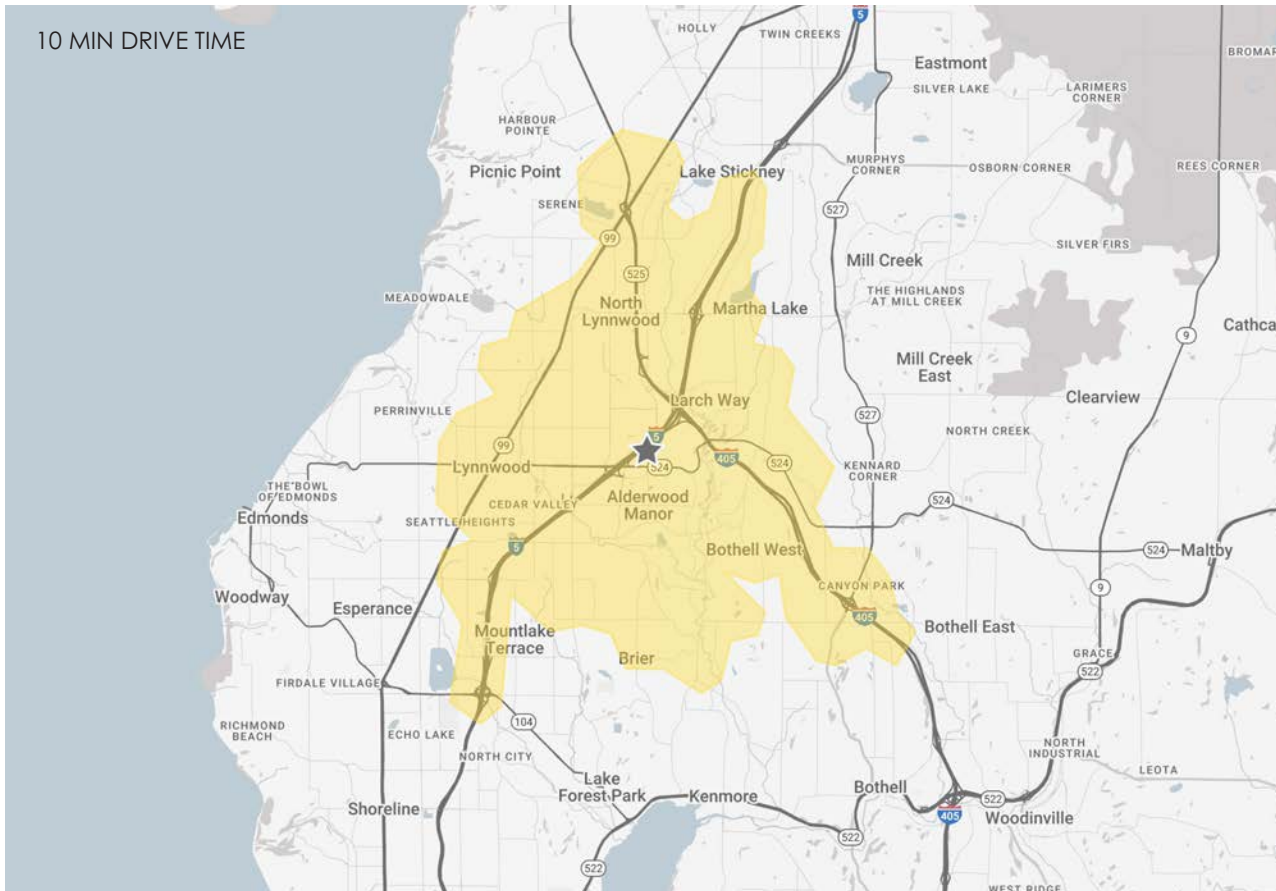 10 MIN DRIVE TIME
5
HOLLY
TWIN CREEKS
Eastmont
SILVER LAKE
LARIMERS
CORNER
HARBOUR
POINTE
Picnic Point
Lake Stickney
MURPHYS
CORNER
OSBORN CORNER
REES CORNER
SERENE
527
99
SILVER FIRS
Mill Creek
525
THE HIGHLANDS
AT MILL CREEK
MEADOWDALE
North
Lynnwood
Martha Lake
9
Mill Creek
East
Clearview
Larch Way
PERRINVILLE
527
NORTH CREEK
99
5
405
524
Lynnwood
524
KENNARD
CORNER
THE BOWL
OF EDMONDS
CEDAR VALLEY
Alderwood
Manor
524
Edmonds
SEATTLE HEIGHTS
5
Bothell West
524
Maltby
CANYON PARK
9
Woodway
Esperance
405
Bothell East
Mountlake
Terrace
Brier
GRACE
522
FIRDALE VILLAGE
RICHMOND
BEACH
ECHO LAKE
104
NORTH CITY
NORTH
INDUSTRIAL
LEOTA
Lake
Forest Park
Kenmore
Bothell
Shoreline
522
405
522
Woodinville
522
WEST RIDGE